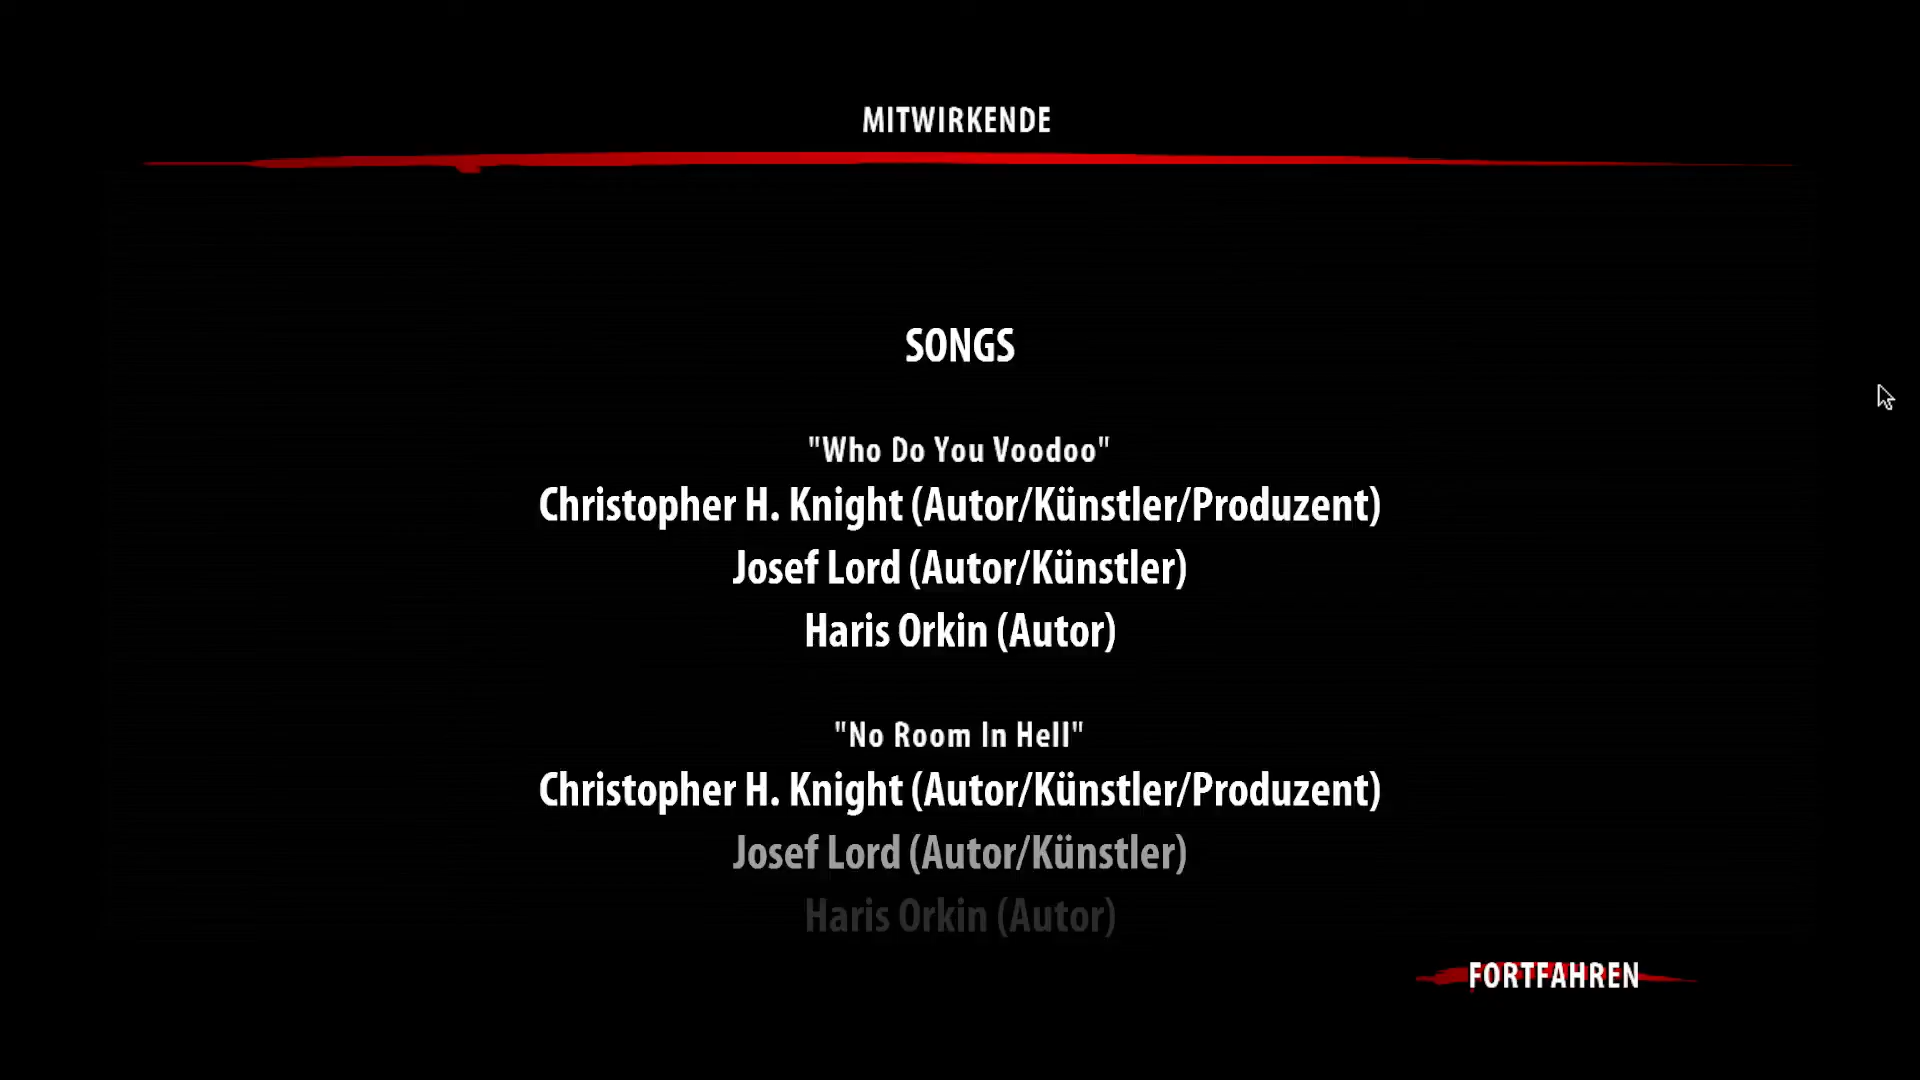 MITWIRKENDE
SONGS
"Who Do You Voodoo"
Christopher H. Knight (Autor/Künstler/Produzent)
Josef Lord (Autor/Künstler)
Haris Orkin (Autor)
"No Room In Hell"
Christopher H. Knight (Autor/Künstler/Produzent)
Josef Lord (Autor/Künstler)
Haris Orkin (Autor)
FORTFAHREN